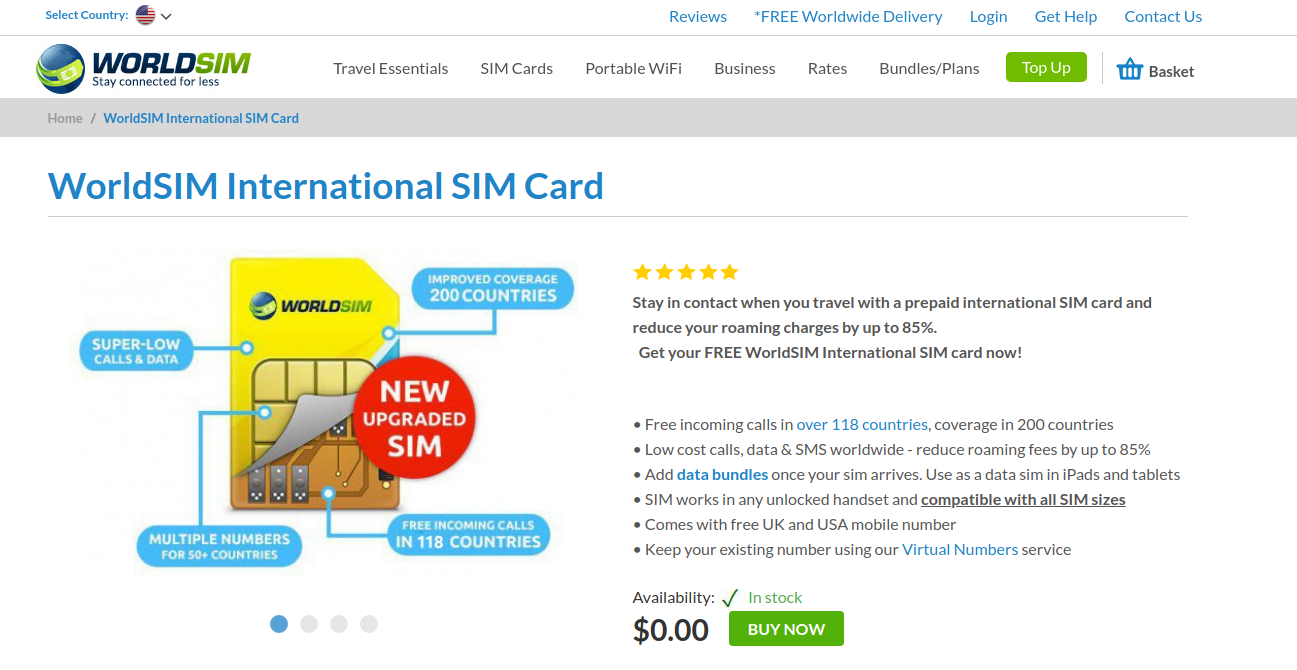 Select Country:
Reviews
*FREE Worldwide Delivery
Login
Get Help
Contact Us
WORLDSIM
Stay connected for less
Travel Essentials
SIM Cards
Portable WiFi
Business
Rates
Bundles/Plans
Top Up
Basket
Home / WorldSIM International SIM Card
WorldSIM International SIM Card
IMPROVED COVERAGE
200 COUNTRIES
WORLDSIM
SUPER-LOW
CALLS & DATA
NEW
UPGRADED
SIM
MULTIPLE NUMBERS
FOR 50+ COUNTRIES
FREE INCOMING CALLS
IN 118 COUNTRIES
Stay in contact when you travel with a prepaid international SIM card and
reduce your roaming charges by up to 85%.
Get your FREE WorldSIM International SIM card now!
• Free incoming calls in over 118 countries, coverage in 200 countries
• Low cost calls, data & SMS worldwide - reduce roaming fees by up to 85%
• Add data bundles once your sim arrives. Use as a data sim in iPads and tablets
• SIM works in any unlocked handset and compatible with all SIM sizes
• Comes with free UK and USA mobile number
• Keep your existing number using our Virtual Numbers service
Availability: In stock
$0.00
BUY NOW